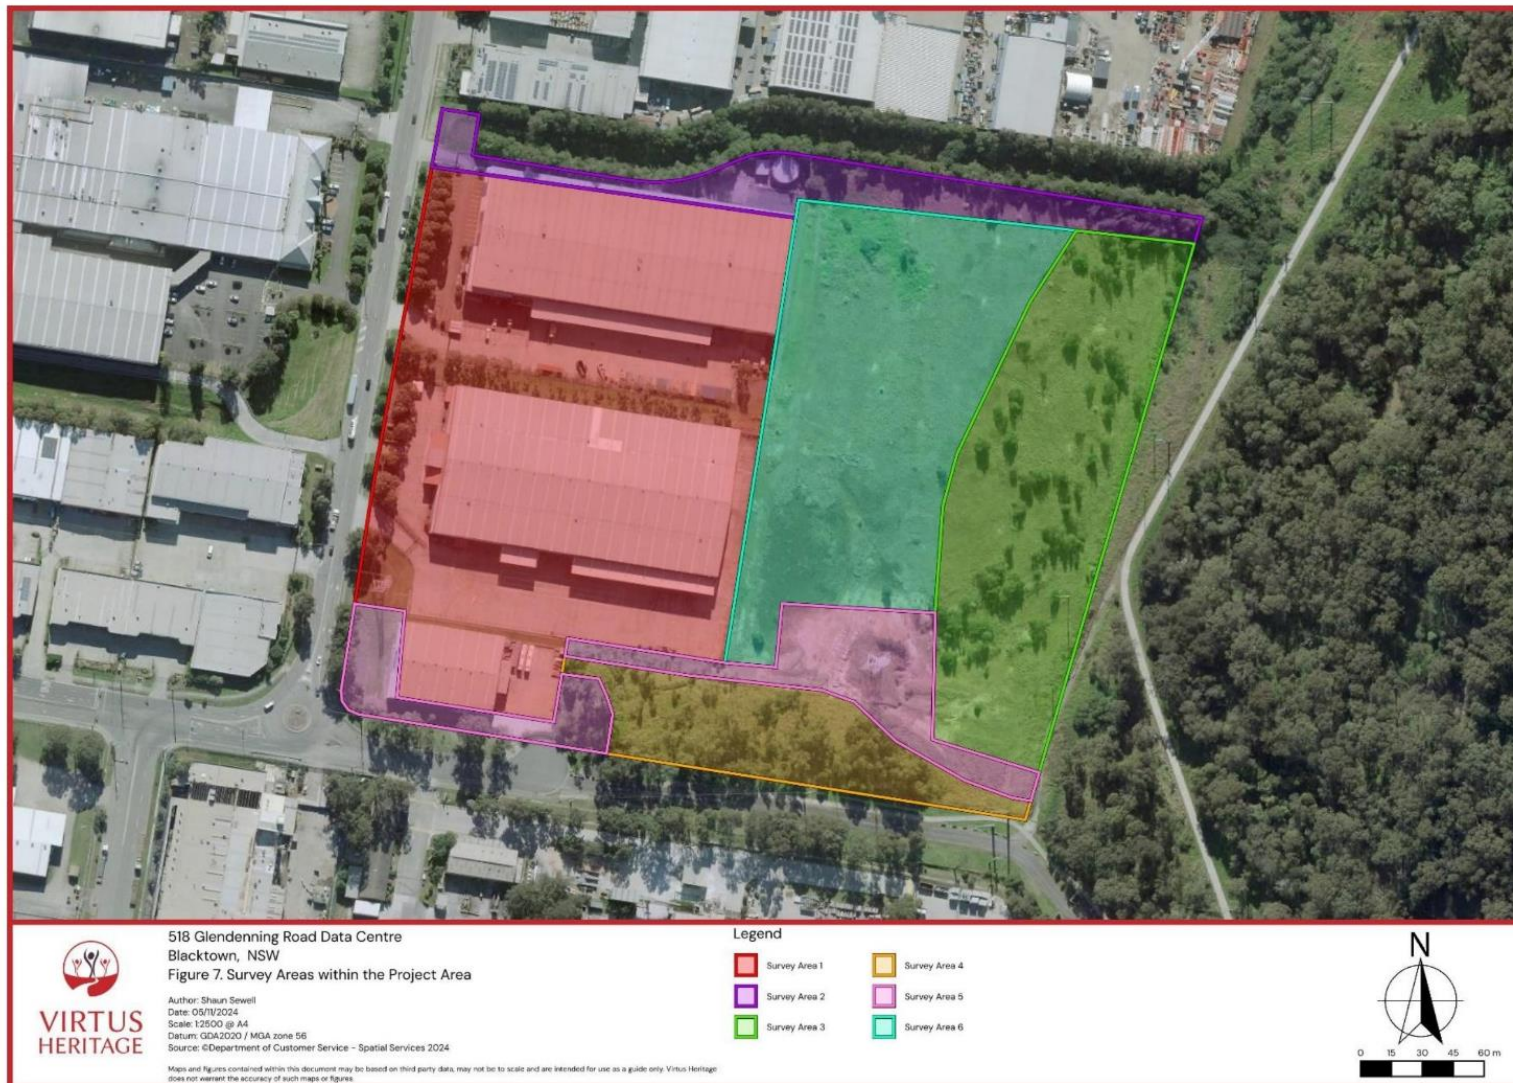 518 Glendenning Road Data Centre
Blacktown, NSW
Figure 7. Survey Areas within the Project Area
Author: Shaun Sewell
Date: 05/11/2024
Scale: 1:2500 @ A4
Datum: GDA2020 / MGA zone 56
Source: ©Department of Customer Service - Spatial Services 2024
Maps and figures contained within this document may be based on third party data, may not be to scale and are intended for use as a guide only. Virtus Heritage
does not warrent the accuracy of such maps or figures.
VIRTUS
HERITAGE
Legend
Survey Area 1
Survey Area 2
Survey Area 3
Survey Area 4
Survey Area 5
Survey Area 6
N
0 15 30 45 60 m